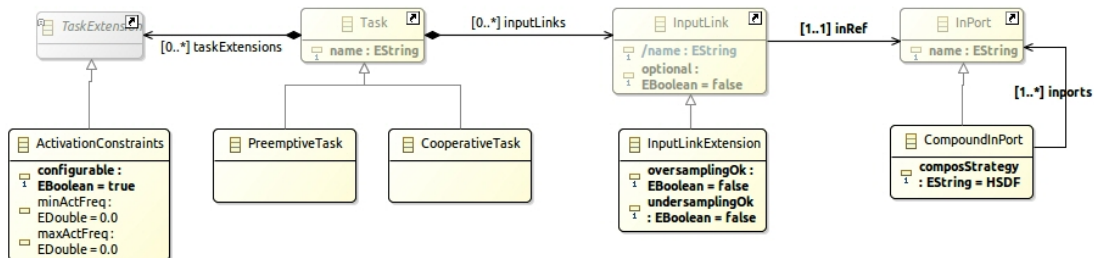 TaskExtension
Task
InputLink
InPort
[0..*] taskExtensions
name : EString
[0..*] inputLinks
/name : EString
optional :
EBoolean = false
[1..1] inRef
name : EString
[1..*] inports
ActivationConstraints
configurable :
EBoolean = true
minActFreq :
EDouble = 0.0
maxActFreq :
EDouble = 0.0
PreemptiveTask
CooperativeTask
InputLinkExtension
oversamplingOk :
EBoolean = false
undersamplingOk
: EBoolean = false
CompoundInPort
composStrategy
: EString = HSDF